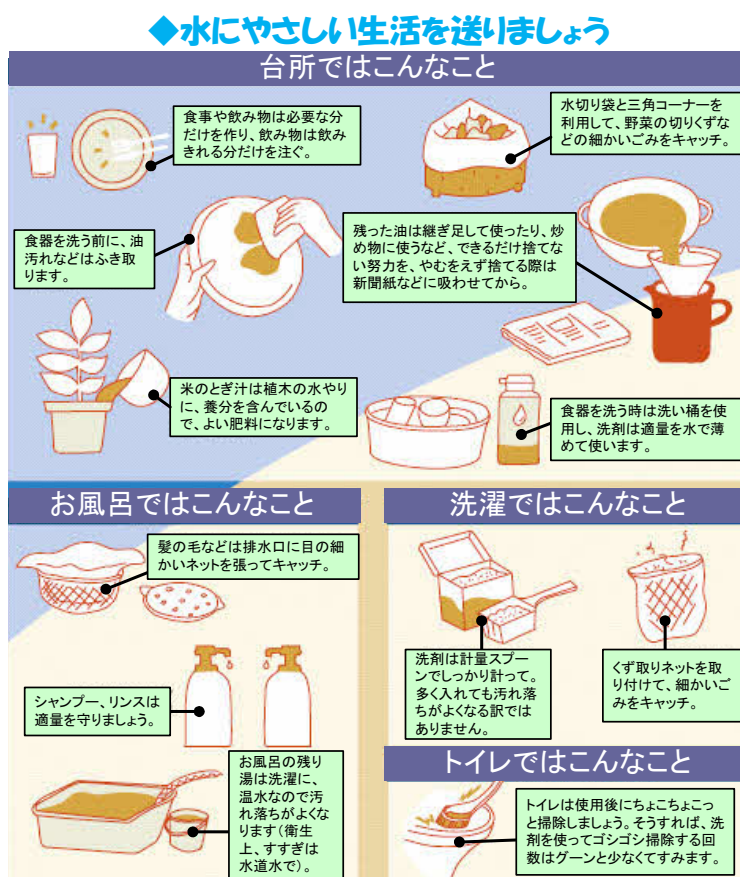 ◆水にやさしい生活を送りましょう
台所ではこんなこと
食事や飲み物は必要な分
だけを作り、飲み物は飲み
きれる分だけを注ぐ。
水切り袋と三角コーナーを
利用して、野菜の切りくずな
どの細かいごみをキャッチ。
食器を洗う前に、油
汚れなどはふき取
ります。
残った油は継ぎ足して使ったり、炒
め物に使うなど、できるだけ捨てな
い努力を、やむをえず捨てる際は
新聞紙などに吸わせてから。
米のとぎ汁は植木の水やり
に、養分を含んでいるの
で、よい肥料になります。
食器を洗う時は洗い桶を使
用し、洗剤は適量を水で薄
めて使います。
お風呂ではこんなこと
髪の毛などは排水口に目の細
かいネットを張ってキャッチ。
シャンプー、リンスは
適量を守りましょう。
お風呂の残り
湯は洗濯に、
温水なので汚
れ落ちがよくな
ります(衛生
上、すすぎは
水道水で)。
洗濯ではこんなこと
洗剤は計量スプー
ンでしっかり計って。
多く入れても汚れ落
ちがよくなる訳では
ありません。
くず取りネットを取
り付けて、細かいご
みをキャッチ。
トイレではこんなこと
トイレは使用後にちょこちょこっ
と掃除しましょう。そうすれば、洗
剤を使ってゴシゴシ掃除する回
数はグーンと少なくてすみます。